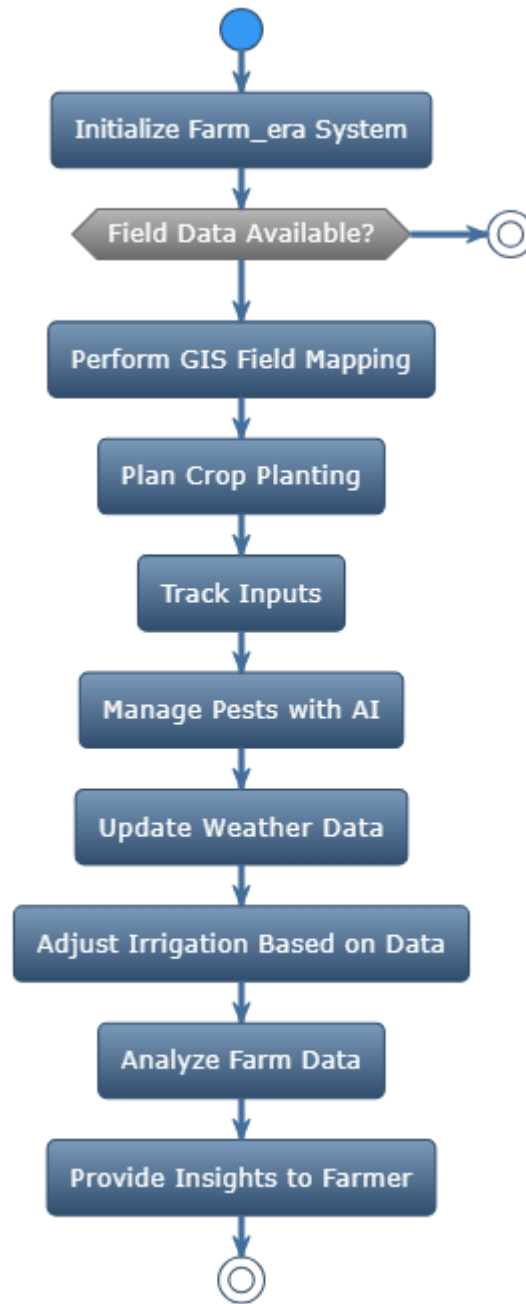 Initialize Farm_era System
Field Data Available?
Perform GIS Field Mapping
Plan Crop Planting
Track Inputs
Manage Pests with AI
Update Weather Data
Adjust Irrigation Based on Data
Analyze Farm Data
Provide Insights to Farmer